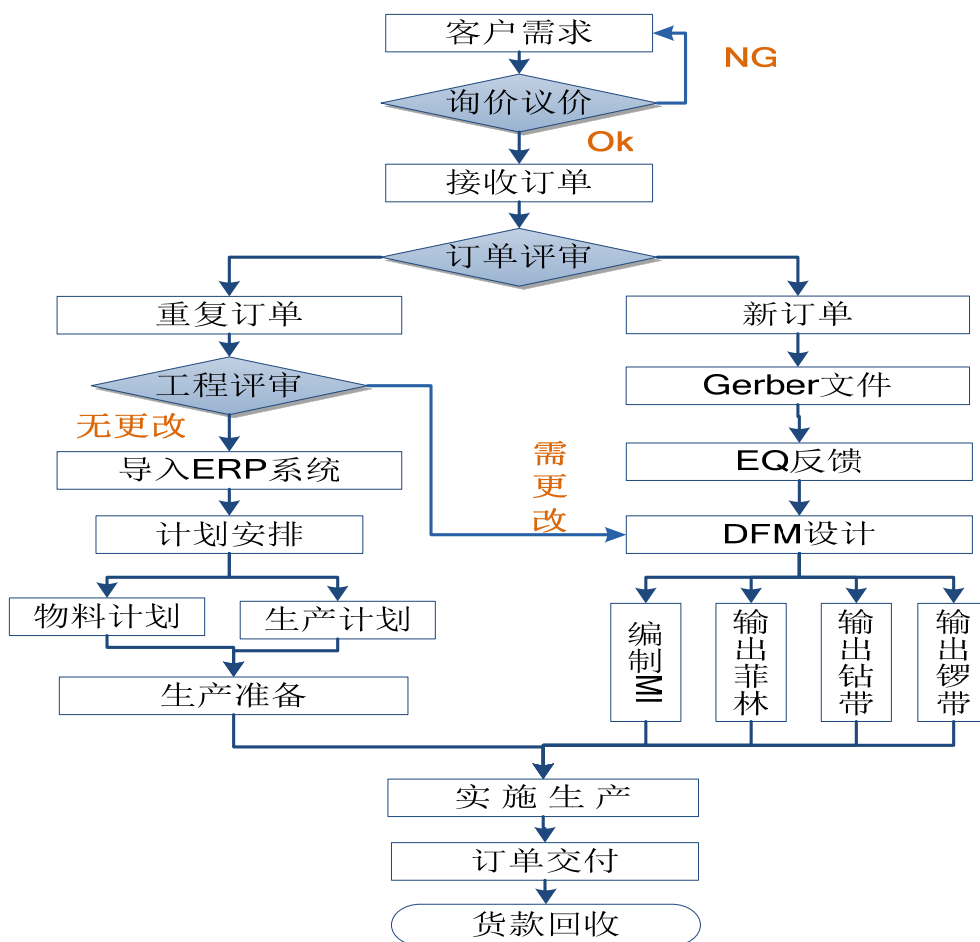 客户需求
NG
询价议价
Ok
接收订单
订单评审
重复订单
新订单
工程评审
Gerber文件
无更改
需更改
导入ERP系统
EQ反馈
计划安排
DFM设计
物料计划
生产计划
编制MI
输出菲林
输出钻带
输出锣带
生产准备
实施生产
订单交付
货款回收